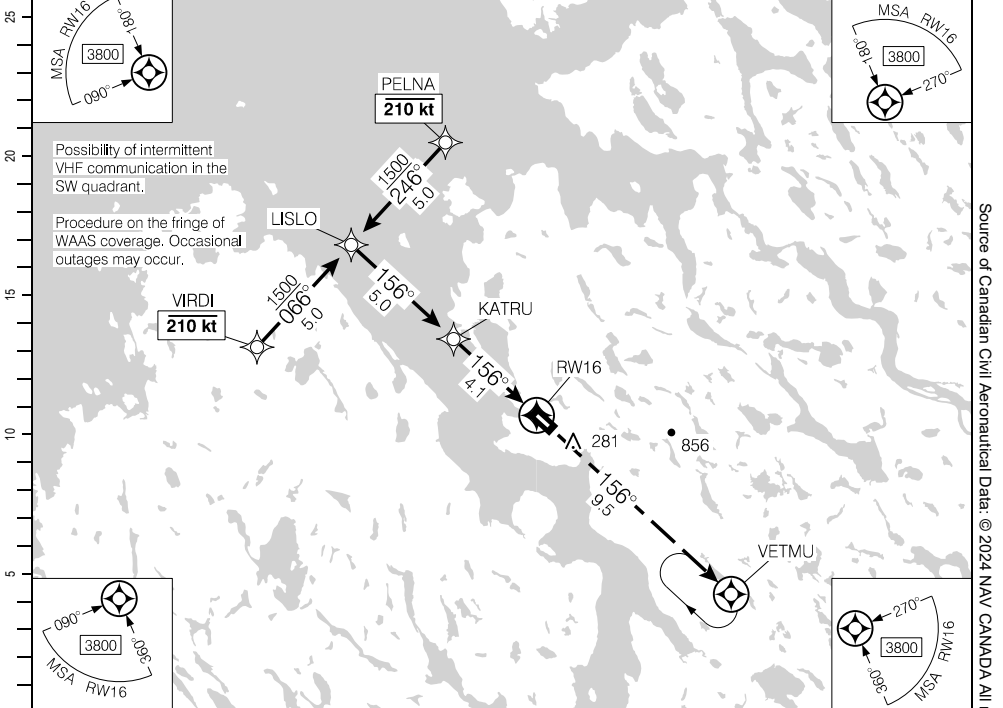 25
20
15
10
5
MSA RW16
180°
3800
090°
MSA RW16
180°
3800
270°
PELNA
210 kt
Possibility of intermittent
VHF communication in the
SW quadrant.
Procedure on the fringe of
WAAS coverage. Occasional
outages may occur.
1500
246°
5.0
LISLO
VIRDI
210 kt
1500
066°
5.0
156°
5.0
KATRU
156°
4.1
RW16
281
856
156°
9.5
VETMU
090°
3800
360°
MSA RW16
270°
3800
360°
MSA RW16
Source of Canadian Civil Aeronautical Data: © 2024 NAV CANADA All